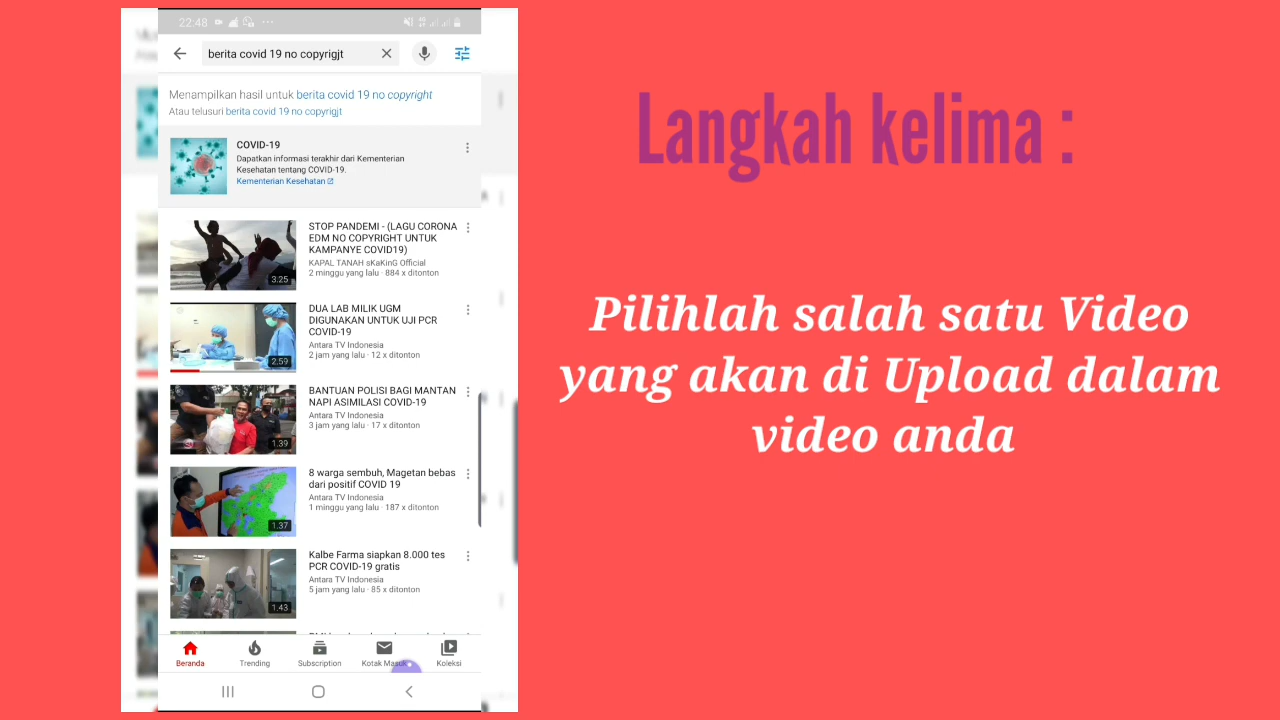 22:48
berita covid 19 no copyrigjt
Menampilkan hasil untuk berita covid 19 no copyright
Atau telusuri berita covid 19 no copyrigjt
COVID-19
Dapatkan informasi terakhir dari Kementerian
Kesehatan tentang COVID-19.
Kementerian Kesehatan
STOP PANDEMI - (LAGU CORONA
EDM NO COPYRIGHT UNTUK
KAMPANYE COVID19)
KAPAL TANAH sKaKinG Official
2 minggu yang lalu · 884 x ditonton
3.25
DUA LAB MILIK UGM
DIGUNAKAN UNTUK UJI PCR
COVID-19
Antara TV Indonesia
2 jam yang lalu · 12 x ditonton
2.59
BANTUAN POLISI BAGI MANTAN
NAPI ASIMILASI COVID-19
Antara TV Indonesia
3 jam yang lalu · 17 x ditonton
1.39
8 warga sembuh, Magetan bebas
dari positif COVID 19
Antara TV Indonesia
1 minggu yang lalu · 187 x ditonton
1.37
Kalbe Farma siapkan 8.000 tes
PCR COVID-19 gratis
Antara TV Indonesia
5 jam yang lalu · 85 x ditonton
1.43
Beranda
Trending
Subscription
Kotak Masuk
Koleksi
Langkah kelima :
Pilihlah salah satu Video
yang akan di Upload dalam
video anda